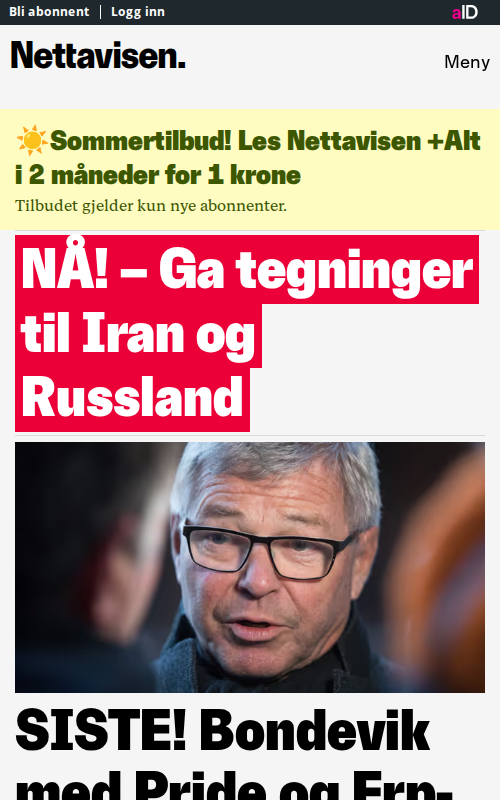 Bli abonnent
Logg inn
aID
Nettavisen.
Meny
Sommertilbud! Les Nettavisen +Alt
i 2 måneder for 1 krone
Tilbudet gjelder kun nye abonnenter.
NÅ! – Ga tegninger
til Iran og
Russland
SISTE! Bondevik
med Pride og Frp-